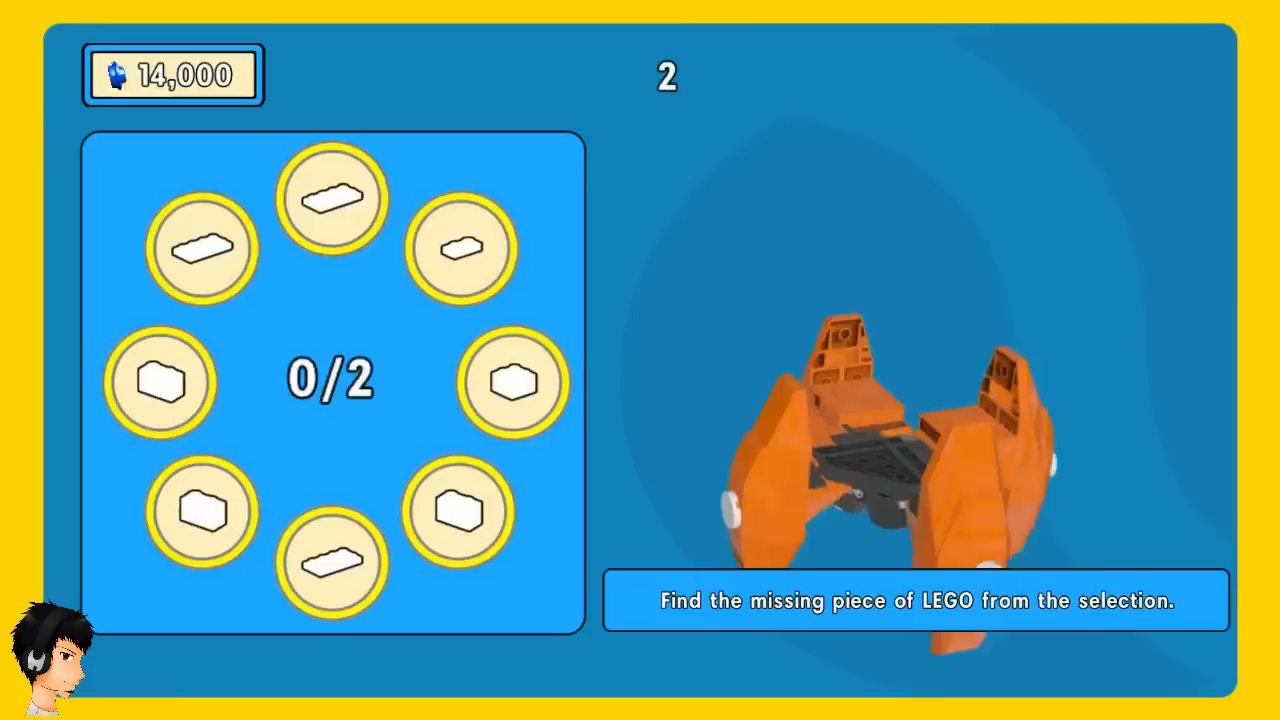 14,000
2
0/2
Find the missing piece of LEGO from the selection.